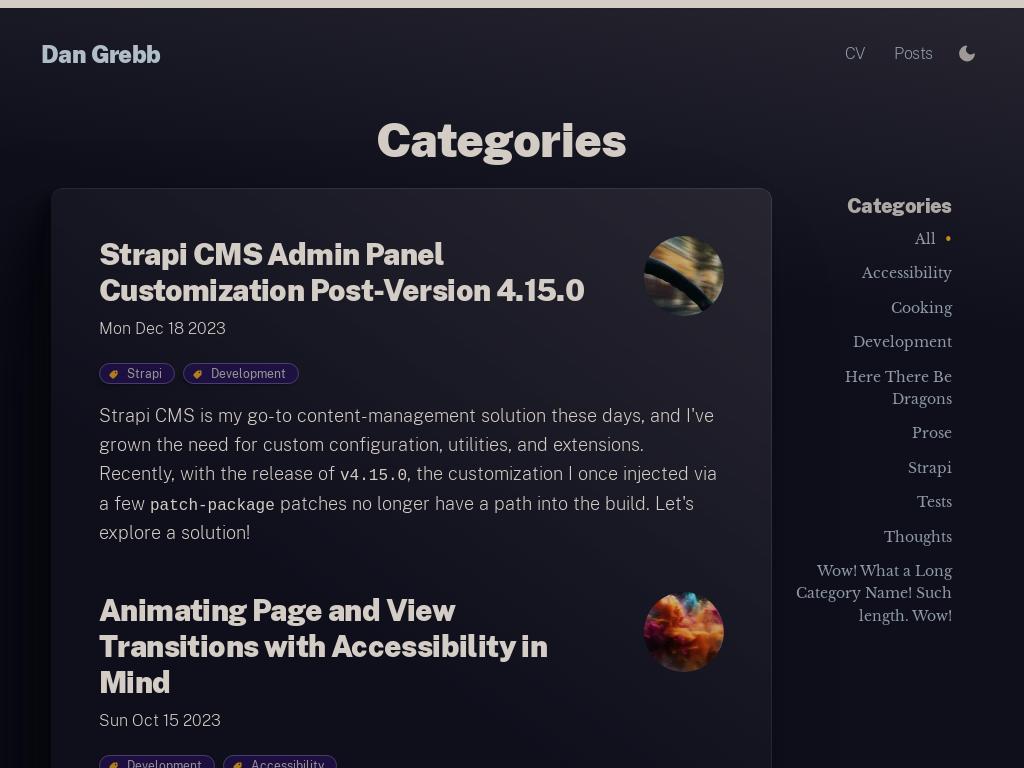 Dan Grebb
CV
Posts
Categories
Strapi CMS Admin Panel
Customization Post-Version 4.15.0
Mon Dec 18 2023
Strapi
Development
Strapi CMS is my go-to content-management solution these days, and I've
grown the need for custom configuration, utilities, and extensions.
Recently, with the release of v4.15.0, the customization I once injected via
a few patch-package patches no longer have a path into the build. Let's
explore a solution!
Animating Page and View
Transitions with Accessibility in
Mind
Sun Oct 15 2023
Development
Accessibility
Categories
All
Accessibility
Cooking
Development
Here There Be
Dragons
Prose
Strapi
Tests
Thoughts
Wow! What a Long
Category Name! Such
length. Wow!